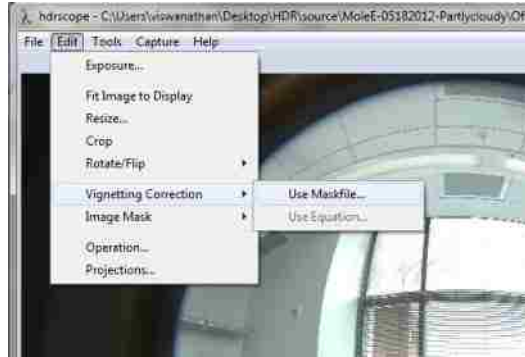 hdrscope - C:\Users\viswanathan\Desktop\HDR\source\MoleE-05182012-Partlycloudy\
File Edit Tools Capture Help
Exposure...
Fit Image to Display
Resize...
Crop
Rotate/Flip
Vignetting Correction
Use Maskfile...
Image Mask
Use Equation...
Operation...
Projections...